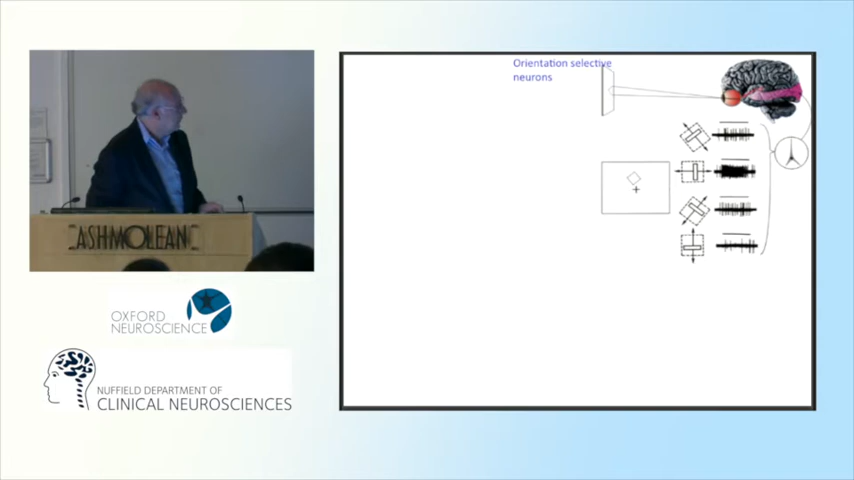 Orientation selective
neurons
ASHMOLEAN
OXFORD
NEUROSCIENCE
NUFFIELD DEPARTMENT OF
CLINICAL NEUROSCIENCES